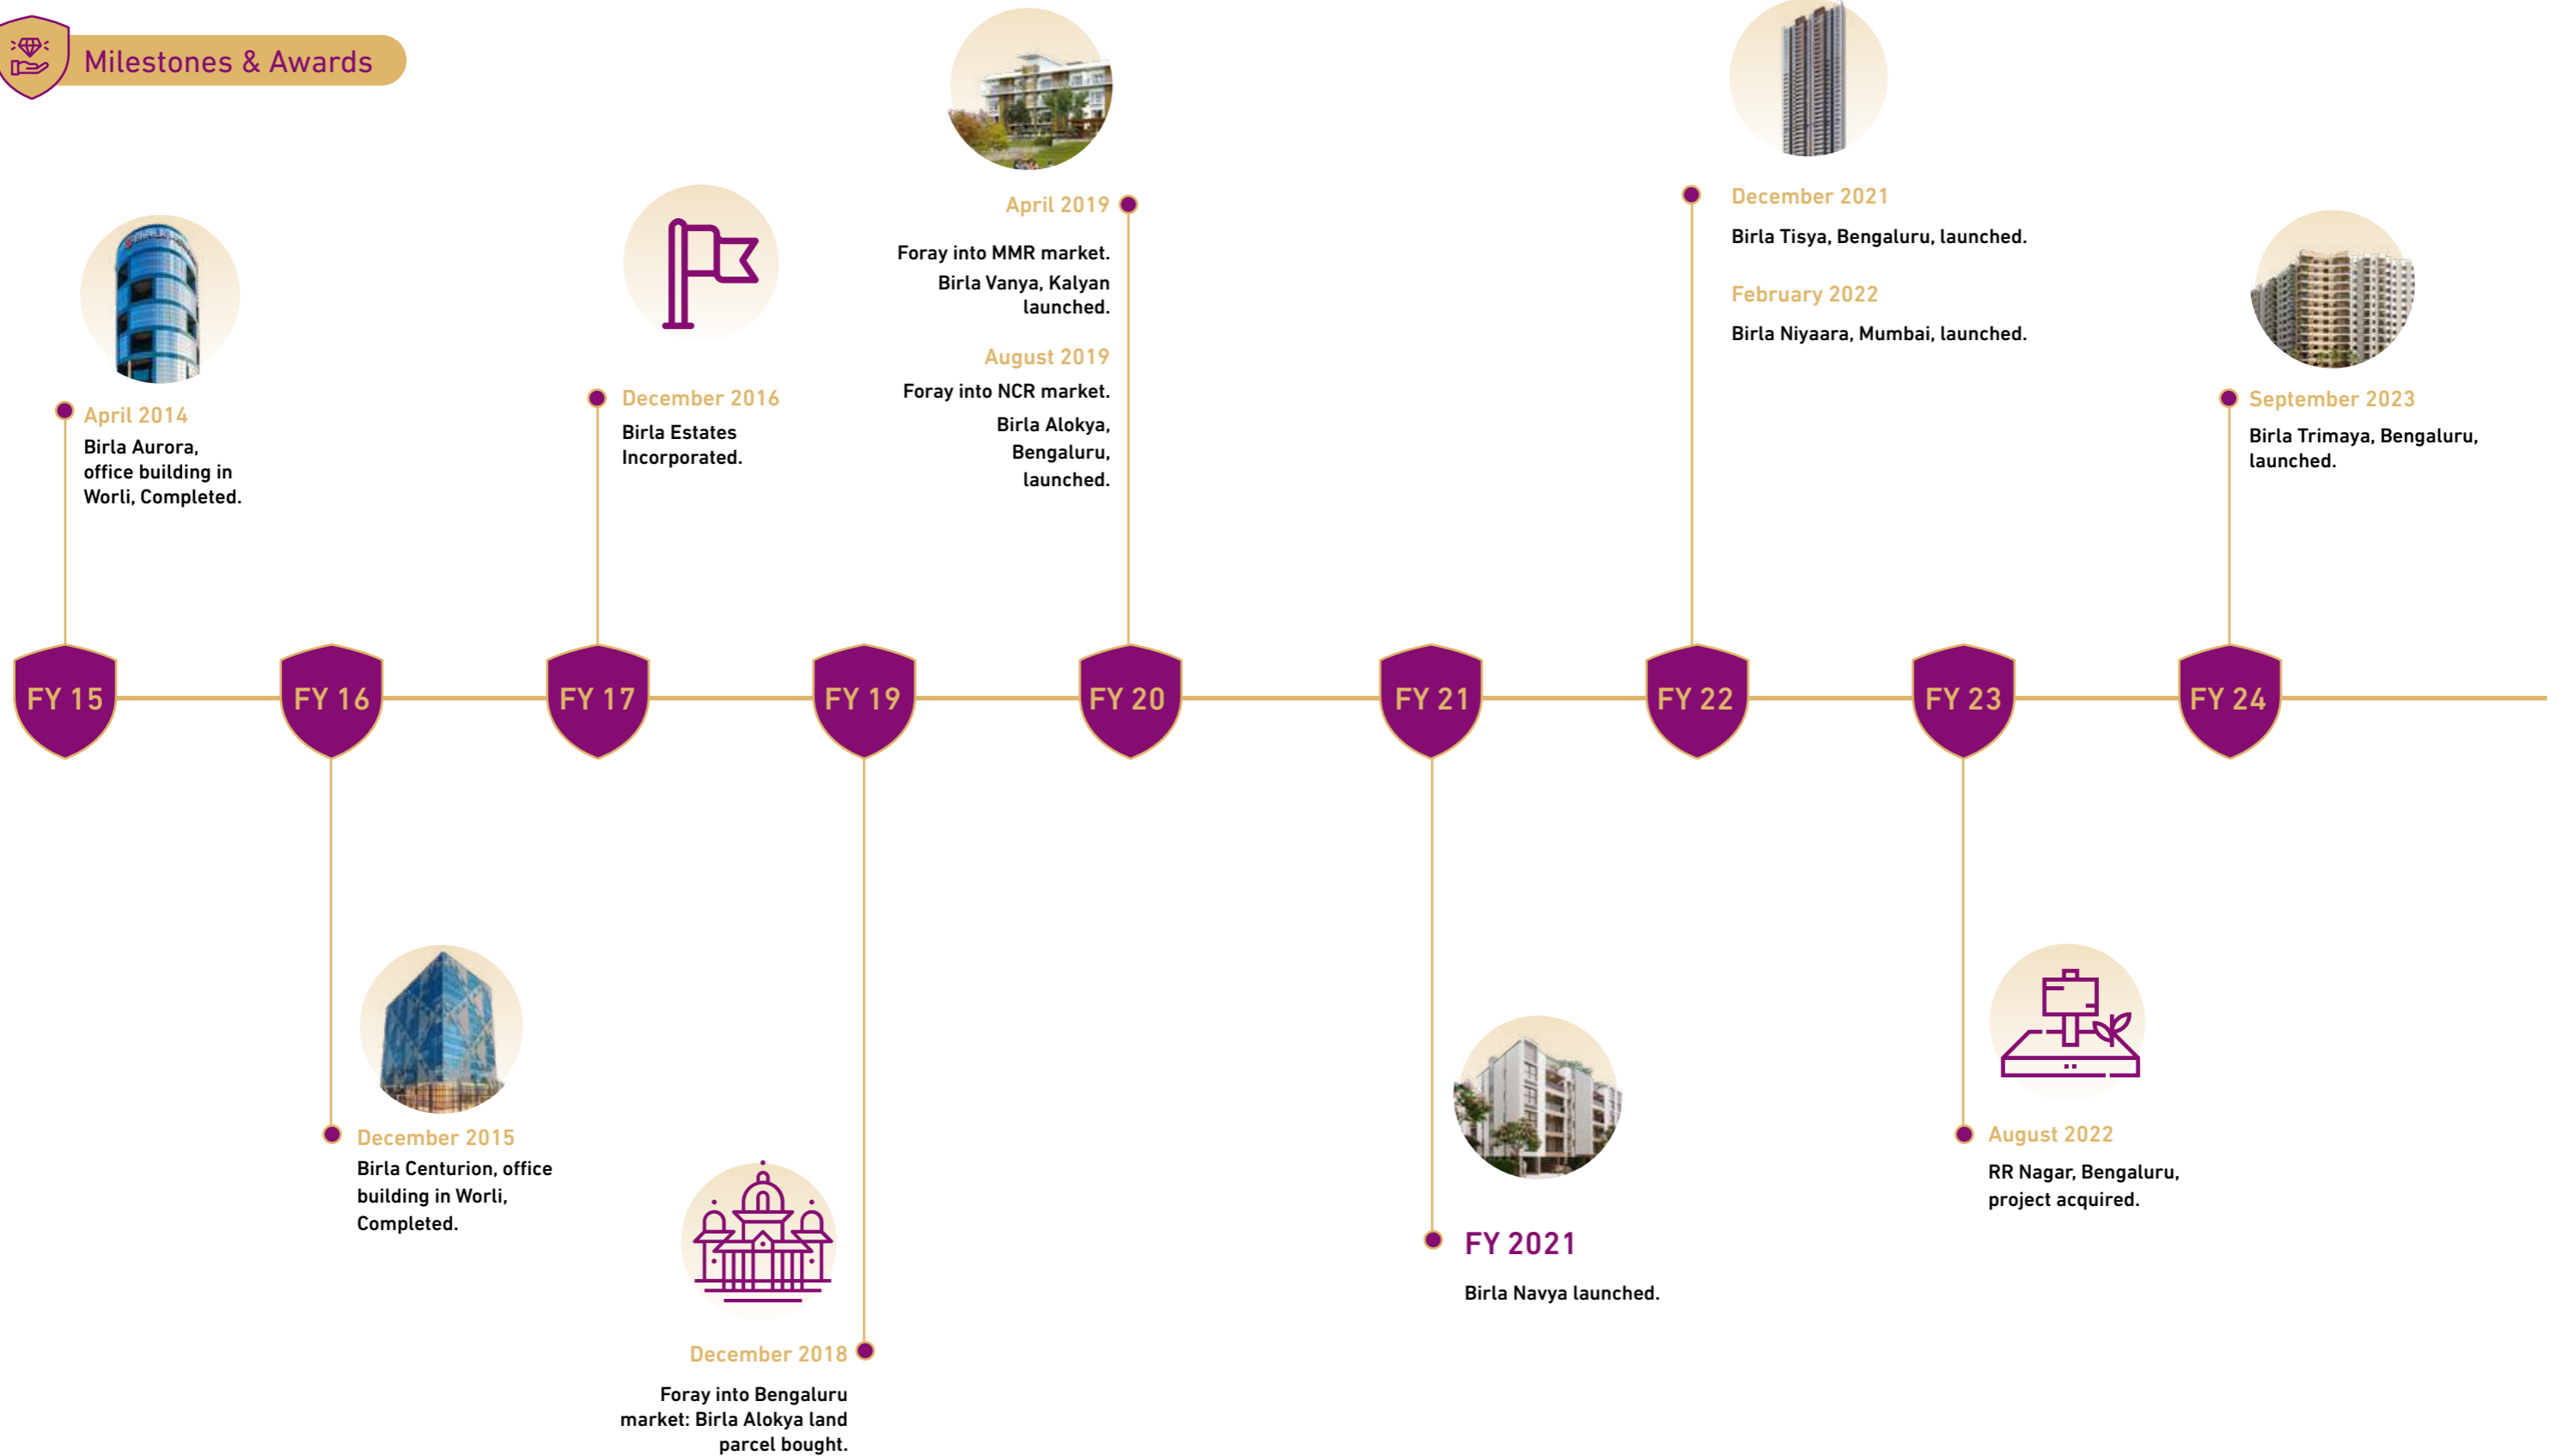 Milestones & Awards
April 2014
Birla Aurora,
office building in
Worli, Completed.
December 2016
Birla Estates
Incorporated.
April 2019
Foray into MMR market.
Birla Vanya, Kalyan
launched.
August 2019
Foray into NCR market.
Birla Alokya,
Bengaluru,
launched.
December 2021
Birla Tisya, Bengaluru, launched.
February 2022
Birla Niyaara, Mumbai, launched.
September 2023
Birla Trimaya, Bengaluru,
launched.
FY 15
FY 16
FY 17
FY 19
FY 20
FY 21
FY 22
FY 23
FY 24
December 2015
Birla Centurion, office
building in Worli,
Completed.
December 2018
Foray into Bengaluru
market: Birla Alokya land
parcel bought.
FY 2021
Birla Navya launched.
August 2022
RR Nagar, Bengaluru,
project acquired.